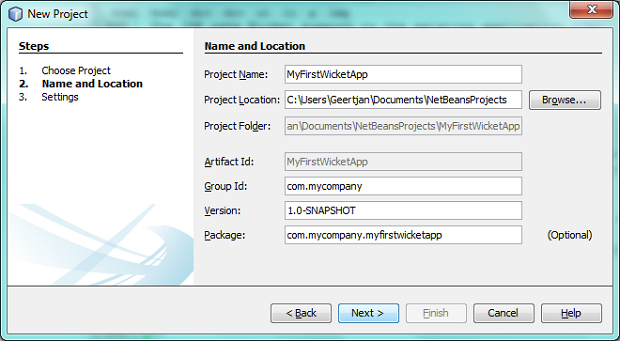 New Project
Steps
1. Choose Project
2. Name and Location
3. Settings
Name and Location
Project Name: MyFirstWicketApp
Project Location: C:\Users\Geertjan\Documents\NetBeansProjects Browse...
Project Folder: an\Documents\NetBeansProjects\MyFirstWicketApp
Artifact Id: MyFirstWicketApp
Group Id: com.mycompany
Version: 1.0-SNAPSHOT
Package: com.mycompany.myfirstwicketapp (Optional)
< Back Next > Finish Cancel Help